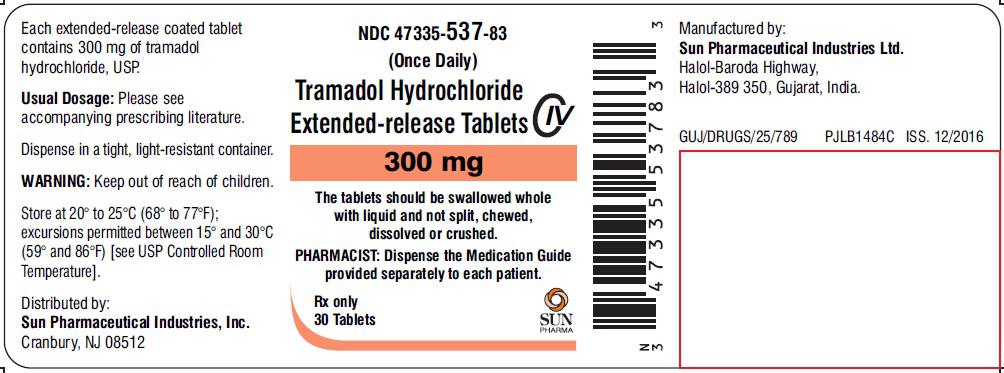 Each extended-release coated tablet
contains 300 mg of tramadol
hydrochloride, USP.
Usual Dosage: Please see
accompanying prescribing literature.
Dispense in a tight, light-resistant container.
WARNING: Keep out of reach of children.
Store at 20° to 25°C (68° to 77°F);
excursions permitted between 15° and 30°C
(59° and 86°F) [see USP Controlled Room
Temperature].
Distributed by:
Sun Pharmaceutical Industries, Inc.
Cranbury, NJ 08512
NDC 47335-537-83
(Once Daily)
Tramadol Hydrochloride
Extended-release Tablets CIV
300 mg
The tablets should be swallowed whole
with liquid and not split, chewed,
dissolved or crushed.
PHARMACIST: Dispense the Medication Guide
provided separately to each patient.
Rx only
30 Tablets
SUN
PHARMA
N
3 47335 53783 3
Manufactured by:
Sun Pharmaceutical Industries Ltd.
Halol-Baroda Highway,
Halol-389 350, Gujarat, India.
GUJ/DRUGS/25/789 PJLB1484C ISS. 12/2016